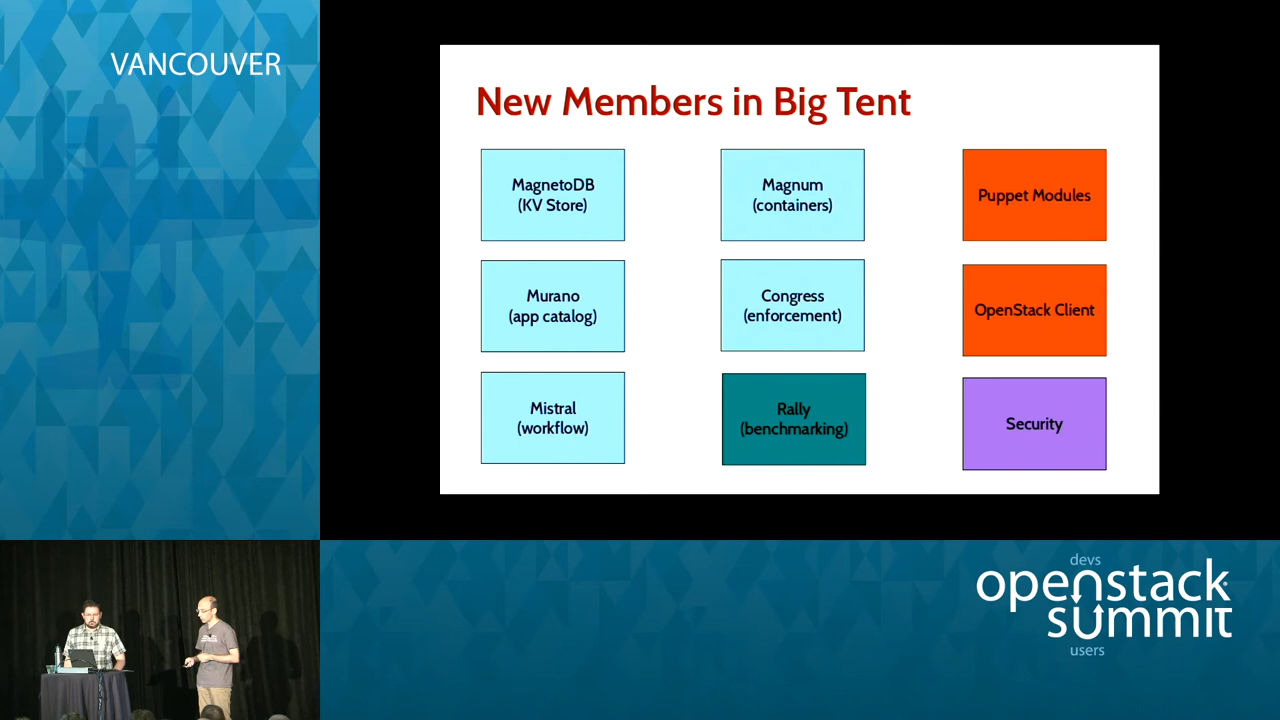 VANCOUVER
New Members in Big Tent
MagnetoDB
(KV Store)
Magnum
(containers)
Puppet Modules
Murano
(app catalog)
Congress
(enforcement)
OpenStack Client
Mistral
(workflow)
Rally
(benchmarking)
Security
devs
openstack
summit
users